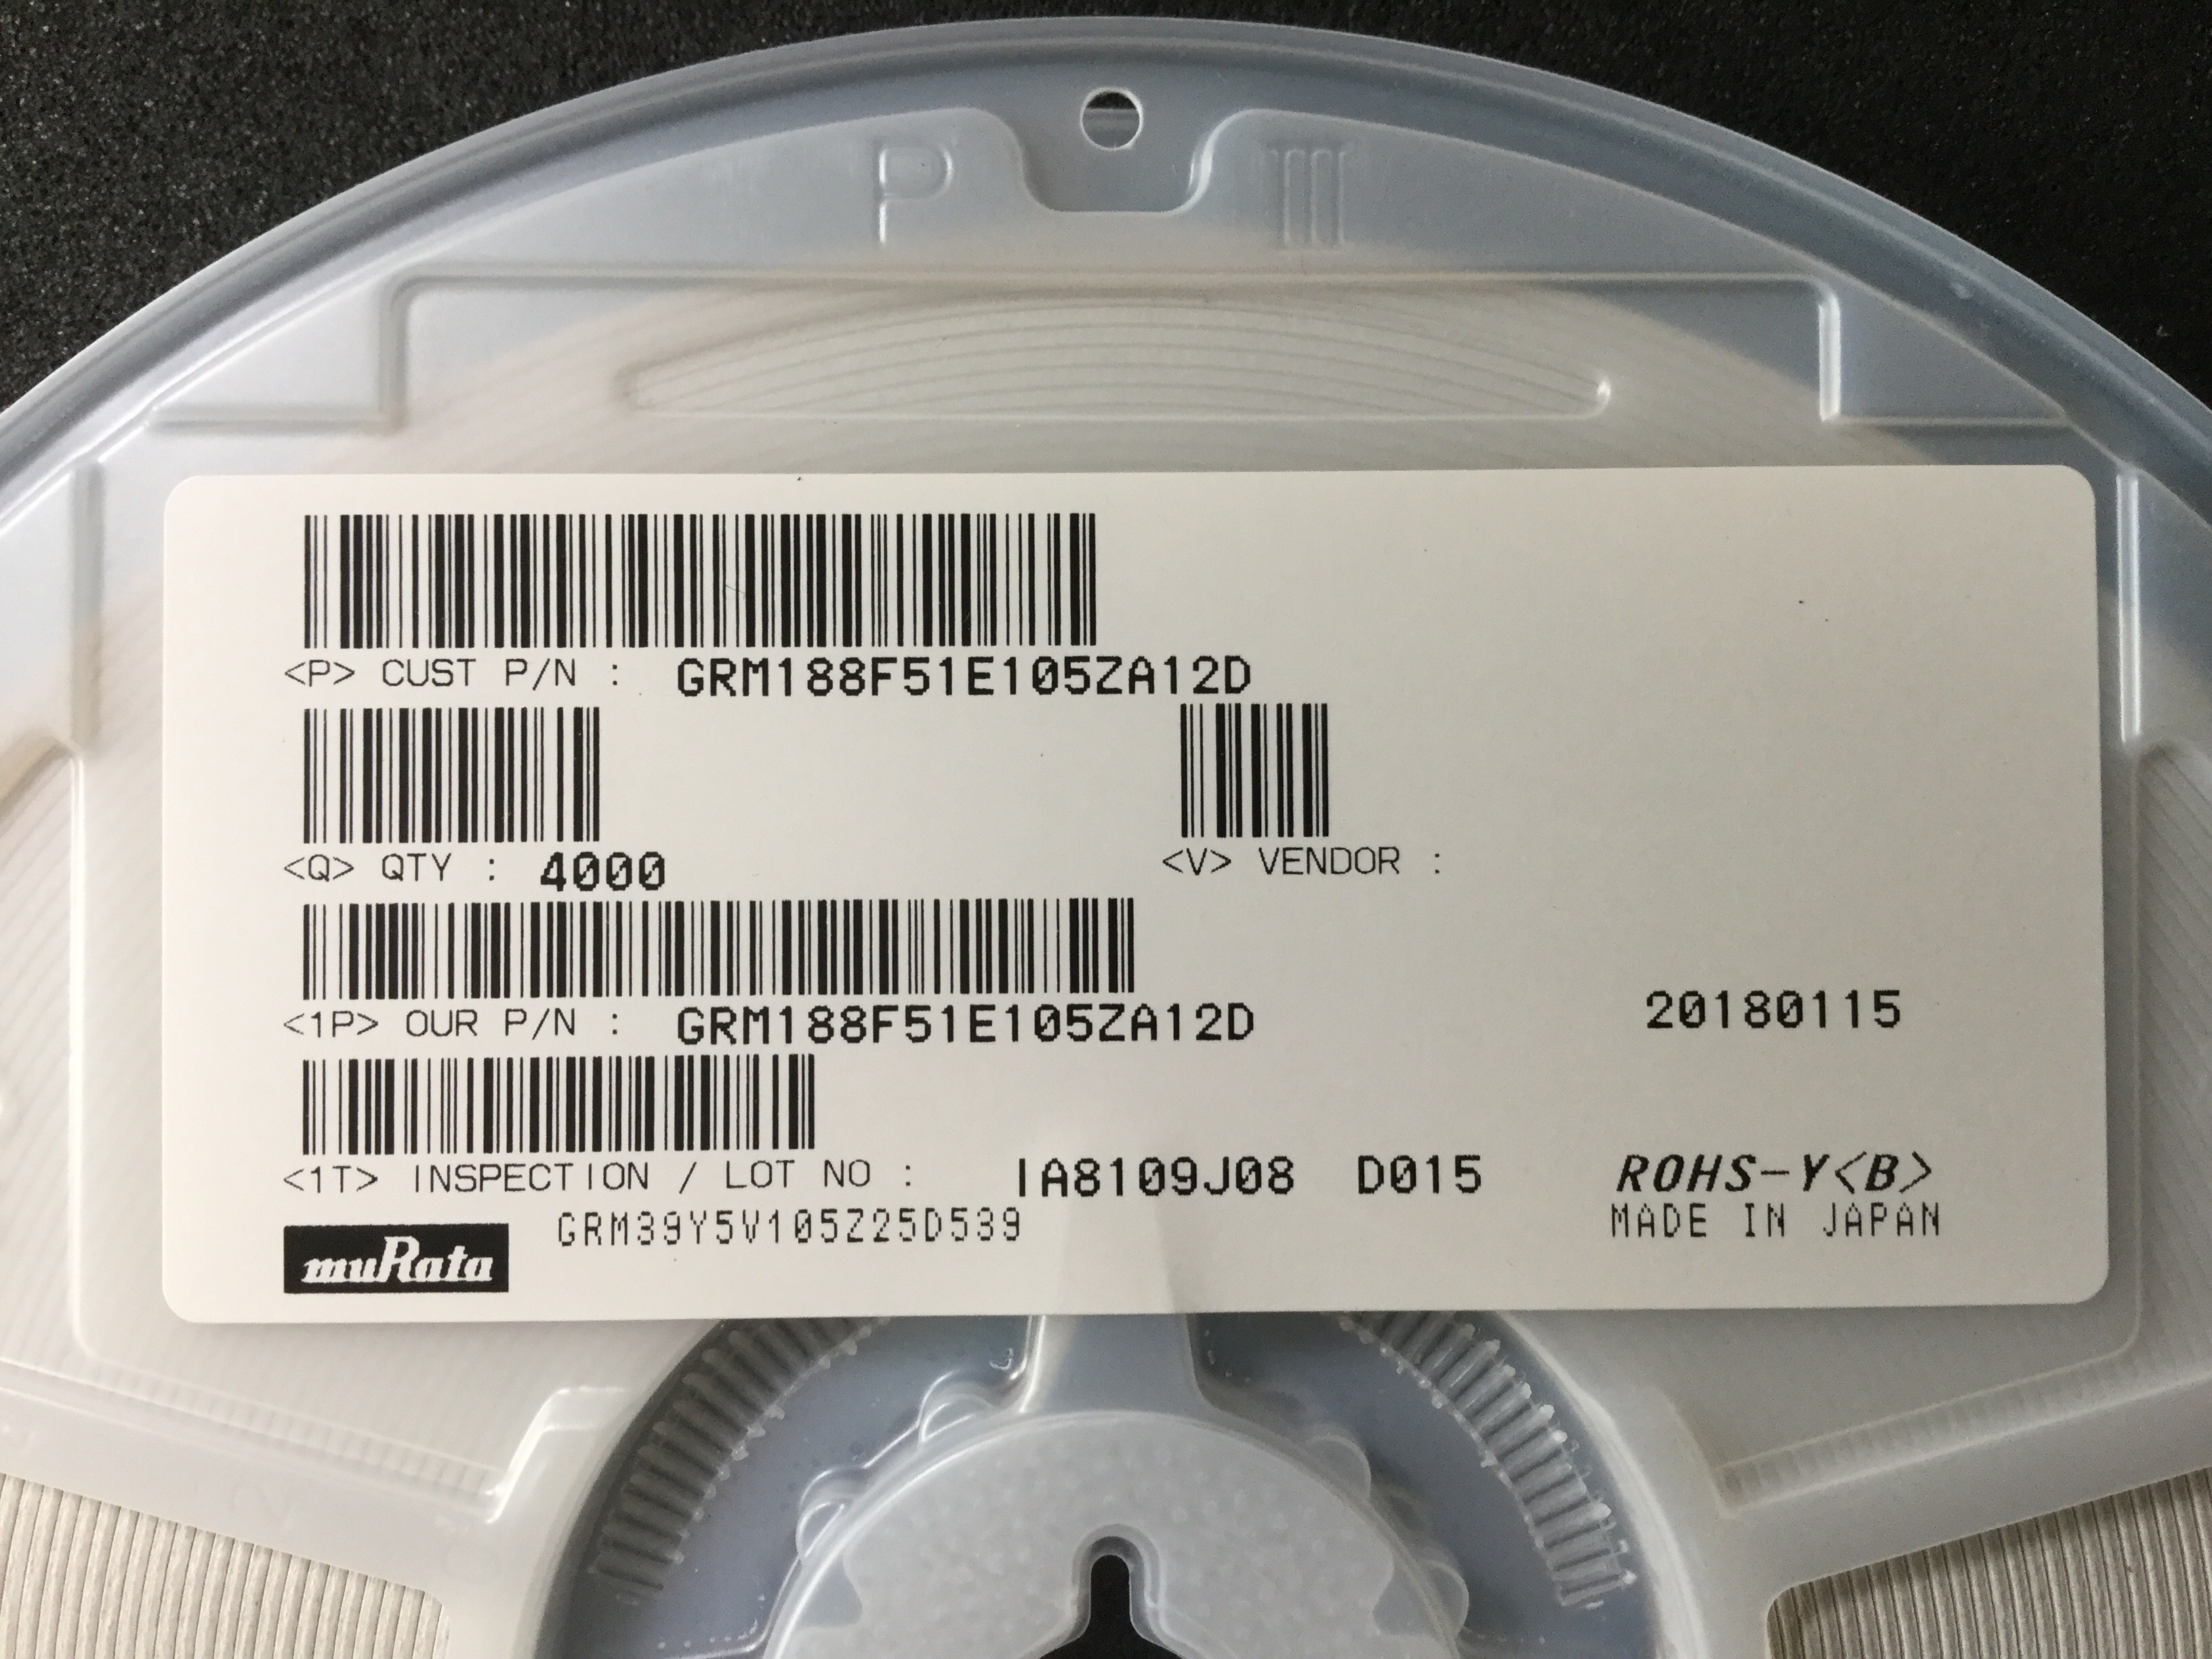 P III
<P> CUST P/N : GRM188F51E105ZA12D
<Q> QTY : 4000
<V> VENDOR :
<1P> OUR P/N : GRM188F51E105ZA12D
20180115
<1T> INSPECTION / LOT NO : IA8109J08 D015
ROHS-Y<B>
GRM39Y5V105Z25D539
MADE IN JAPAN
muRata